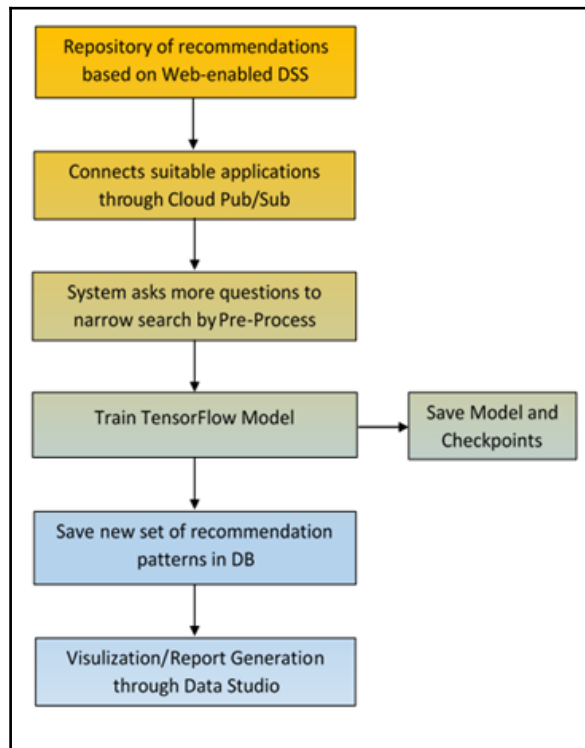 Repository of recommendations
based on Web-enabled DSS
Connects suitable applications
through Cloud Pub/Sub
System asks more questions to
narrow search by Pre-Process
Train TensorFlow Model
Save Model and
Checkpoints
Save new set of recommendation
patterns in DB
Visulization/Report Generation
through Data Studio